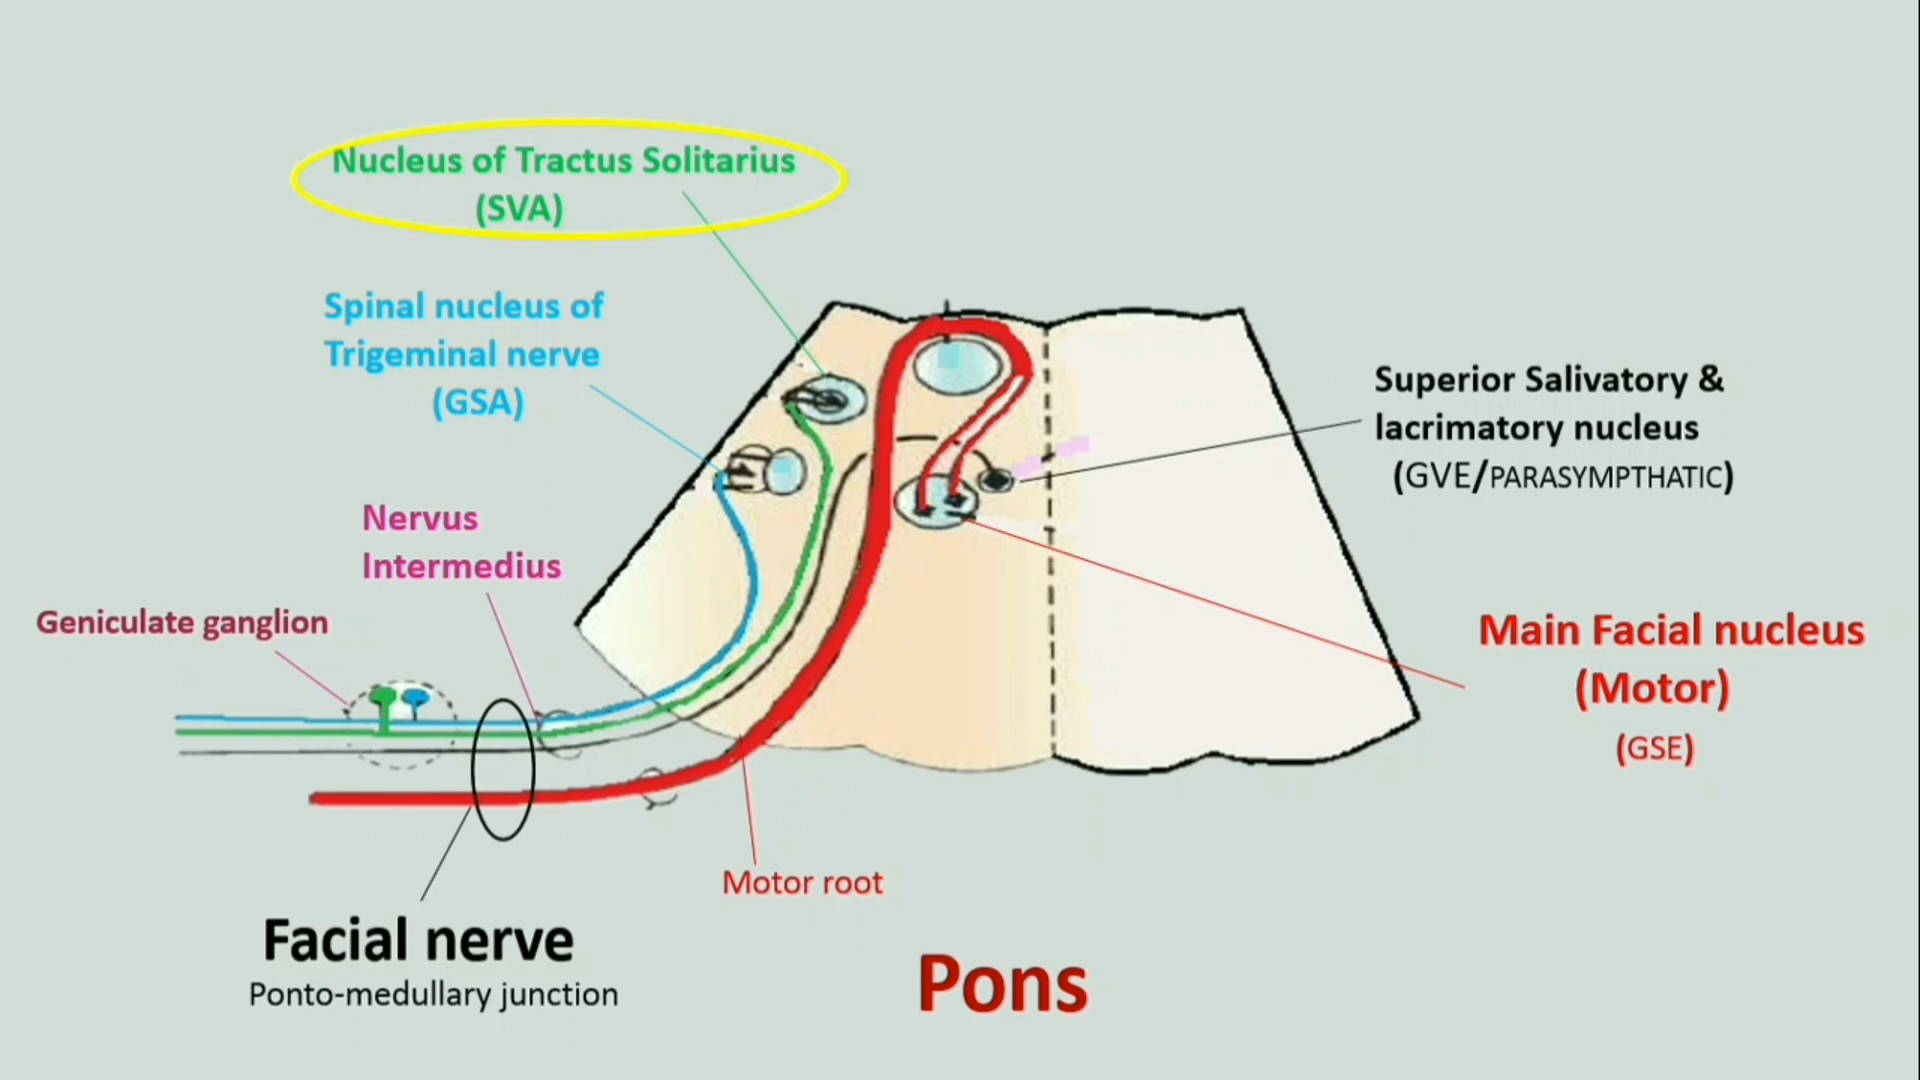 Nucleus of Tractus Solitarius
(SVA)
Spinal nucleus of
Trigeminal nerve
(GSA)
Nervus
Intermedius
Geniculate ganglion
Superior Salivatory &
lacrimatory nucleus
(GVE/PARASYMPTHATIC)
Main Facial nucleus
(Motor)
(GSE)
Motor root
Facial nerve
Ponto-medullary junction
Pons